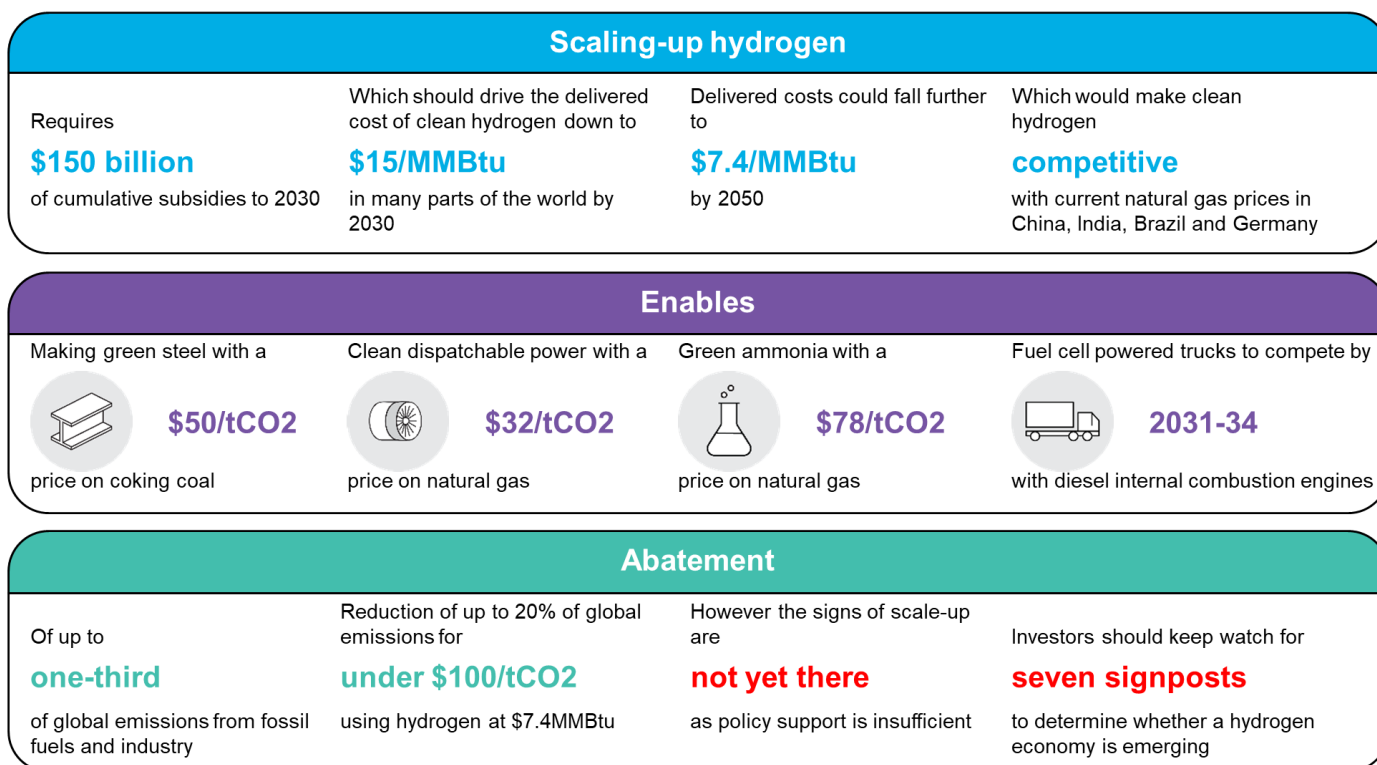 Scaling-up hydrogen
Requires
$150 billion
of cumulative subsidies to 2030
Which should drive the delivered
cost of clean hydrogen down to
$15/MMBtu
in many parts of the world by
2030
Delivered costs could fall further
to
$7.4/MMBtu
by 2050
Which would make clean
hydrogen
competitive
with current natural gas prices in
China, India, Brazil and Germany
Enables
Making green steel with a
$50/tCO2
price on coking coal
Clean dispatchable power with a
$32/tCO2
price on natural gas
Green ammonia with a
$78/tCO2
price on natural gas
Fuel cell powered trucks to compete by
2031-34
with diesel internal combustion engines
Abatement
Of up to
one-third
of global emissions from fossil
fuels and industry
Reduction of up to 20% of global
emissions for
under $100/tCO2
using hydrogen at $7.4MMBtu
However the signs of scale-up
are
not yet there
as policy support is insufficient
Investors should keep watch for
seven signposts
to determine whether a hydrogen
economy is emerging